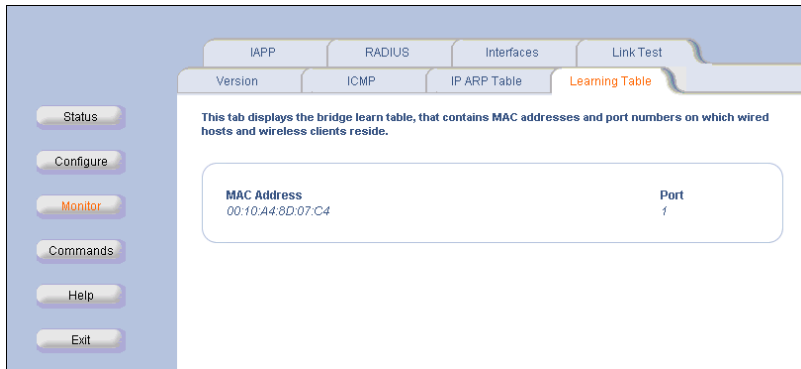 IAPP
RADIUS
Interfaces
Link Test
Version
ICMP
IP ARP Table
Learning Table
Status
Configure
Monitor
Commands
Help
Exit
This tab displays the bridge learn table, that contains MAC addresses and port numbers on which wired
hosts and wireless clients reside.
MAC Address
Port
00:10:A4:8D:07:C4
1